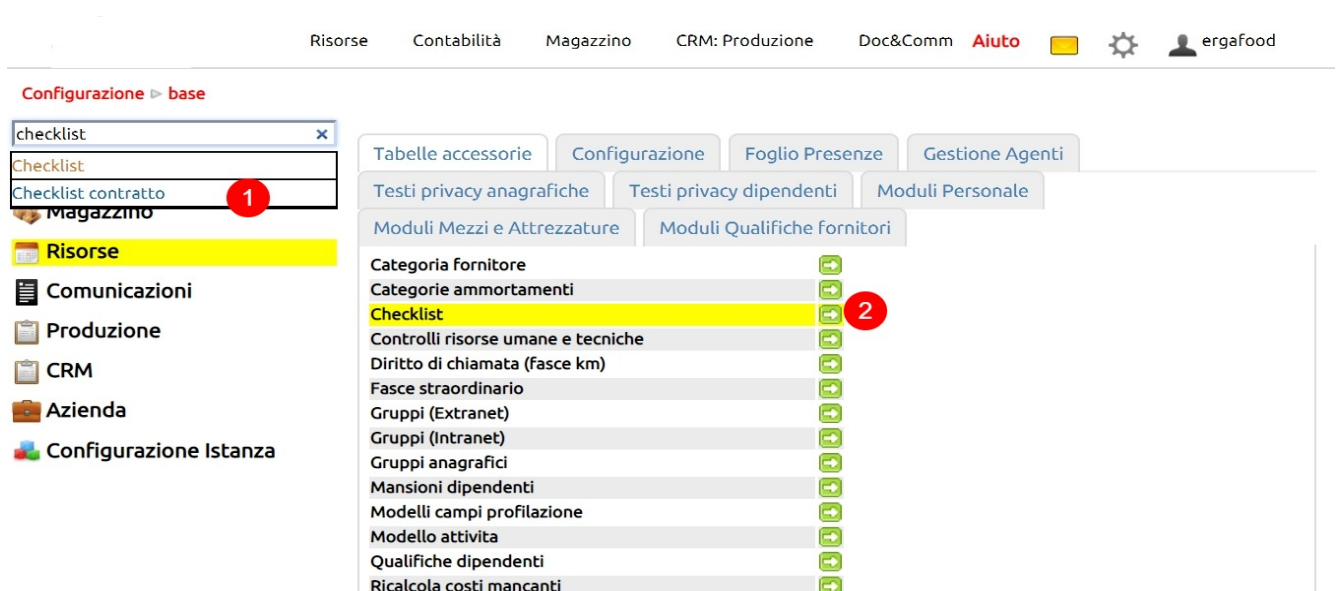 Risorse Contabilità Magazzino CRM: Produzione Doc&Comm Aiuto ergafood
Configurazione ▹ base
checklist ×
Checklist
Checklist contratto
1
Magazzino
Risorse
Comunicazioni
Produzione
CRM
Azienda
Configurazione Istanza
Tabelle accessorie Configurazione Foglio Presenze Gestione Agenti
Testi privacy anagrafiche Testi privacy dipendenti Moduli Personale
Moduli Mezzi e Attrezzature Moduli Qualifiche fornitori
Categoria fornitore
Categorie ammortamenti
Checklist 2
Controlli risorse umane e tecniche
Diritto di chiamata (fasce km)
Fasce straordinario
Gruppi (Extranet)
Gruppi (Intranet)
Gruppi anagrafici
Mansioni dipendenti
Modelli campi profilazione
Modello attivita
Qualifiche dipendenti
Ricalcola costi mancanti